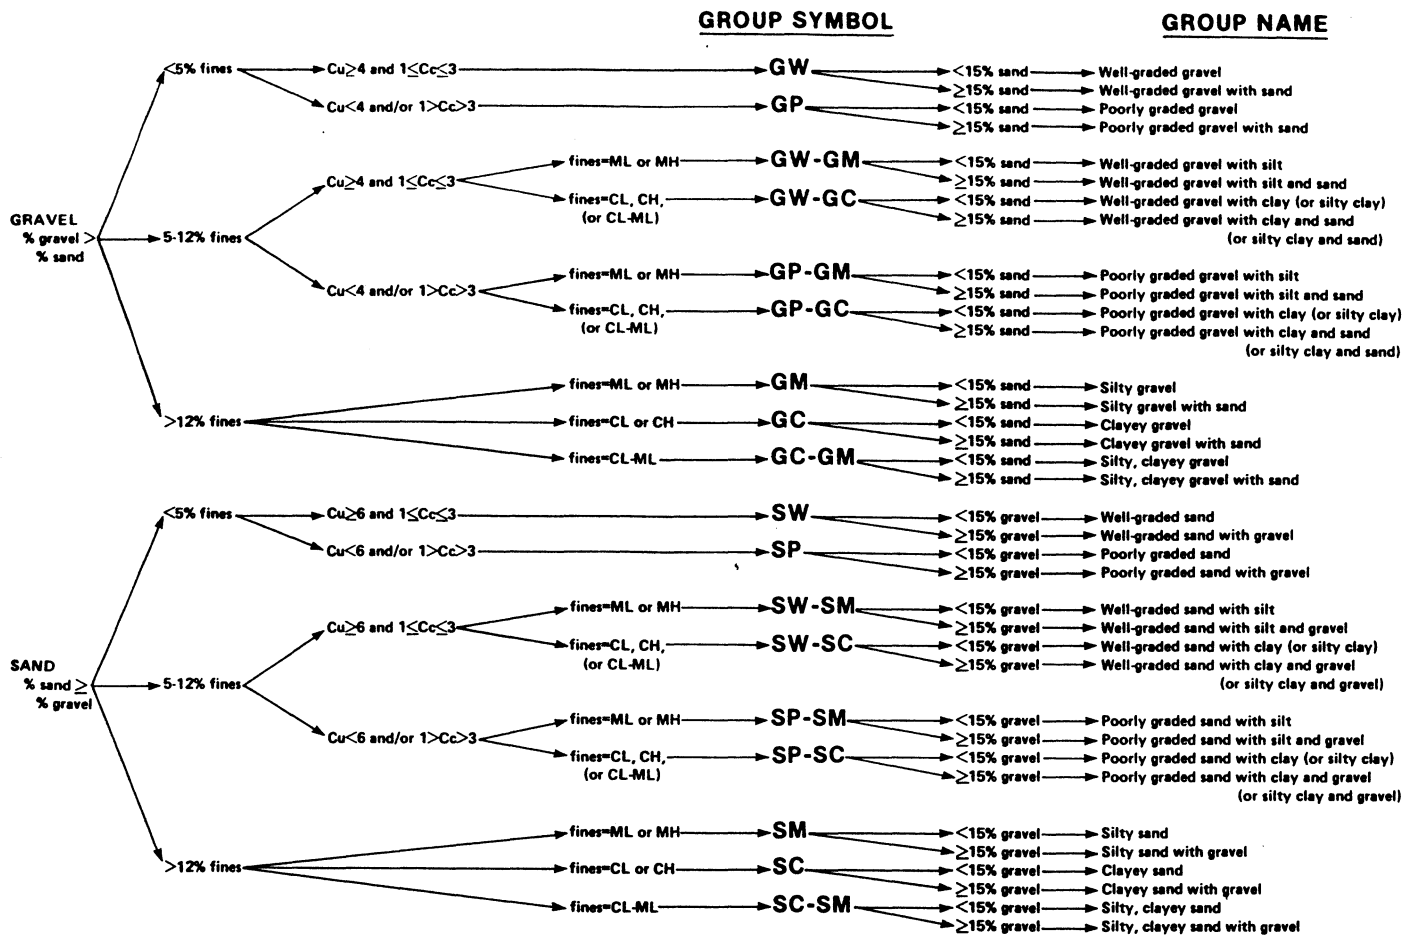 GROUP SYMBOL GROUP NAME
<5% fines Cu≥4 and 1≤Cc≤3 GW <15% sand Well-graded gravel
≥15% sand Well-graded gravel with sand
Cu<4 and/or 1>Cc>3 GP <15% sand Poorly graded gravel
≥15% sand Poorly graded gravel with sand
fines=ML or MH GW-GM <15% sand Well-graded gravel with silt
Cu≥4 and 1≤Cc≤3 ≥15% sand Well-graded gravel with silt and sand
fines=CL, CH, GW-GC <15% sand Well-graded gravel with clay (or silty clay)
(or CL-ML) ≥15% sand Well-graded gravel with clay and sand
GRAVEL
% gravel > 5-12% fines (or silty clay and sand)
% sand
fines=ML or MH GP-GM <15% sand Poorly graded gravel with silt
Cu<4 and/or 1>Cc>3 ≥15% sand Poorly graded gravel with silt and sand
fines=CL, CH, GP-GC <15% sand Poorly graded gravel with clay (or silty clay)
(or CL-ML) ≥15% sand Poorly graded gravel with clay and sand
(or silty clay and sand)
fines=ML or MH GM <15% sand Silty gravel
≥15% sand Silty gravel with sand
>12% fines fines=CL or CH GC <15% sand Clayey gravel
≥15% sand Clayey gravel with sand
fines=CL-ML GC-GM <15% sand Silty, clayey gravel
≥15% sand Silty, clayey gravel with sand
<5% fines Cu≥6 and 1≤Cc≤3 SW <15% gravel Well-graded sand
≥15% gravel Well-graded sand with gravel
Cu<6 and/or 1>Cc>3 SP <15% gravel Poorly graded sand
≥15% gravel Poorly graded sand with gravel
fines=ML or MH SW-SM <15% gravel Well-graded sand with silt
Cu≥6 and 1≤Cc≤3 ≥15% gravel Well-graded sand with silt and gravel
fines=CL, CH, SW-SC <15% gravel Well-graded sand with clay (or silty clay)
(or CL-ML) ≥15% gravel Well-graded sand with clay and gravel
SAND
% sand ≥ 5-12% fines (or silty clay and gravel)
% gravel
fines=ML or MH SP-SM <15% gravel Poorly graded sand with silt
Cu<6 and/or 1>Cc>3 ≥15% gravel Poorly graded sand with silt and gravel
fines=CL, CH, SP-SC <15% gravel Poorly graded sand with clay (or silty clay)
(or CL-ML) ≥15% gravel Poorly graded sand with clay and gravel
(or silty clay and gravel)
fines=ML or MH SM <15% gravel Silty sand
≥15% gravel Silty sand with gravel
>12% fines fines=CL or CH SC <15% gravel Clayey sand
≥15% gravel Clayey sand with gravel
fines=CL-ML SC-SM <15% gravel Silty, clayey sand
≥15% gravel Silty, clayey sand with gravel